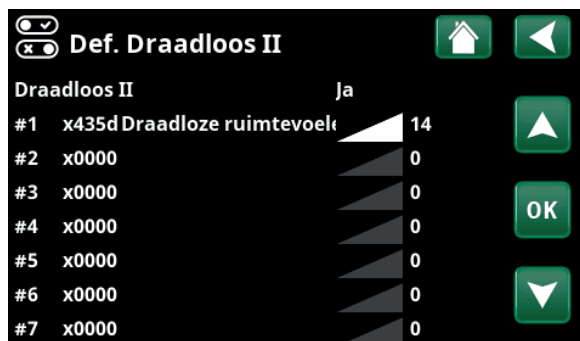 Def. Draadloos II
Draadloos II Ja
#1 x435d Draadloze ruimtevoele 14
#2 x0000 0
#3 x0000 0
#4 x0000 0
#5 x0000 0
#6 x0000 0
#7 x0000 0
OK